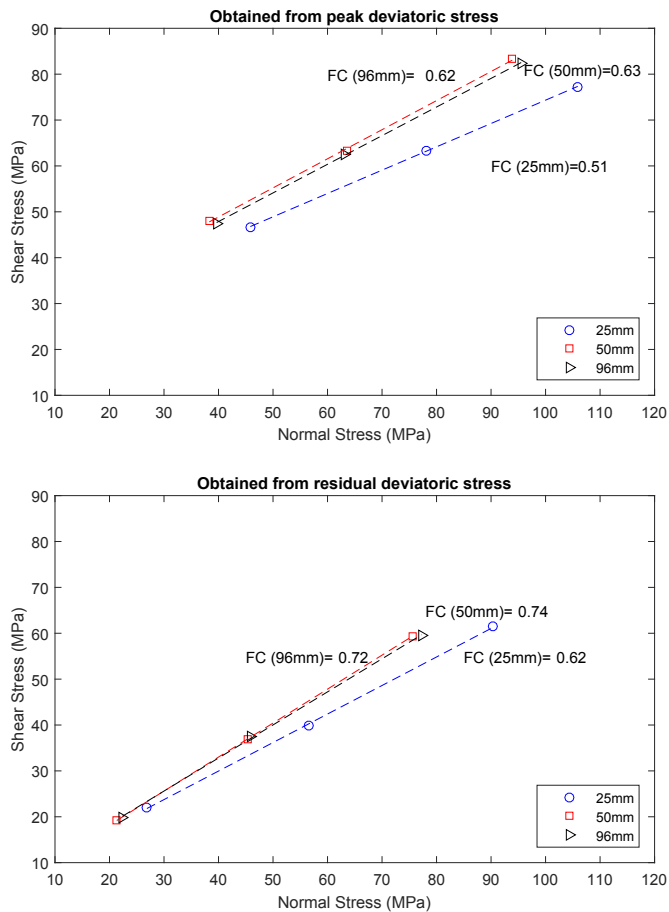 Obtained from peak deviatoric stress
90
80
70
60
50
40
30
20
10
Shear Stress (MPa)
FC (96mm)= 0.62
FC (50mm)=0.63
FC (25mm)=0.51
25mm
50mm
96mm
10 20 30 40 50 60 70 80 90 100 110 120
Normal Stress (MPa)
Obtained from residual deviatoric stress
90
80
70
60
50
40
30
20
10
Shear Stress (MPa)
FC (50mm)= 0.74
FC (96mm)= 0.72
FC (25mm)= 0.62
25mm
50mm
96mm
10 20 30 40 50 60 70 80 90 100 110 120
Normal Stress (MPa)